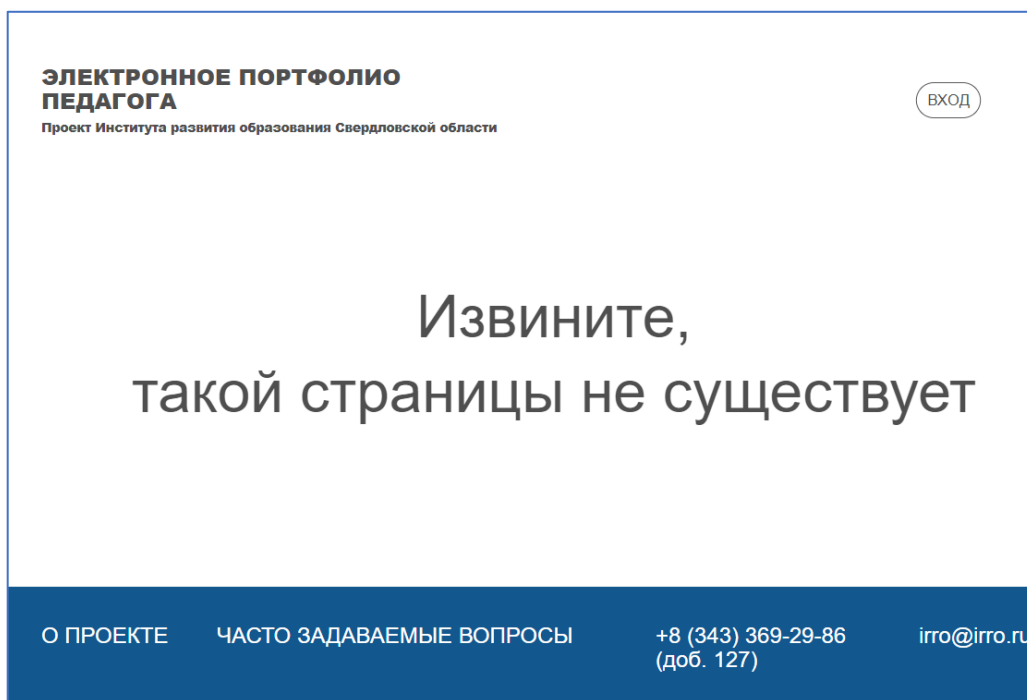 ЭЛЕКТРОННОЕ ПОРТФОЛИО
ПЕДАГОГА
Проект Института развития образования Свердловской области
ВХОД
Извините,
такой страницы не существует
О ПРОЕКТЕ
ЧАСТО ЗАДАВАЕМЫЕ ВОПРОСЫ
+8 (343) 369-29-86
(доб. 127)
irro@irro.ru